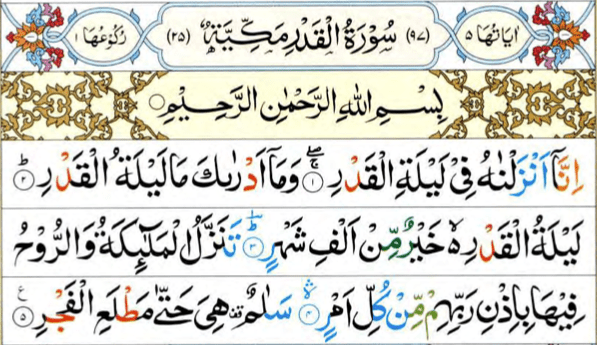 اٰیَاتُهَا ٥ (٩٧) سُوْرَةُ الْقَدْرِ مَكِّیَّةٌ (٢٥) رُكُوْعُهَا ١
بِسْمِ اللّٰهِ الرَّحْمٰنِ الرَّحِیْمِ
اِنَّاۤ اَنْزَلْنٰهُ فِیْ لَیْلَةِ الْقَدْرِ ۚۖ‏ ﴿١﴾ وَمَاۤ اَدْرٰىكَ مَا لَیْلَةُ الْقَدْرِ ؕ‏ ﴿٢﴾
لَیْلَةُ الْقَدْرِ ۙ۬ خَیْرٌ مِّنْ اَلْفِ شَهْرٍ ؕؔ‏ ﴿٣﴾ تَنَزَّلُ الْمَلٰٓىِٕكَةُ وَالرُّوْحُ
فِیْهَا بِاِذْنِ رَبِّهِمْ مِّنْ كُلِّ اَمْرٍ ۙۛ‏ ﴿٤﴾ سَلٰمٌ ۛ۫ هِیَ حَتّٰى مَطْلَعِ الْفَجْرِ ﴿٥﴾ ع